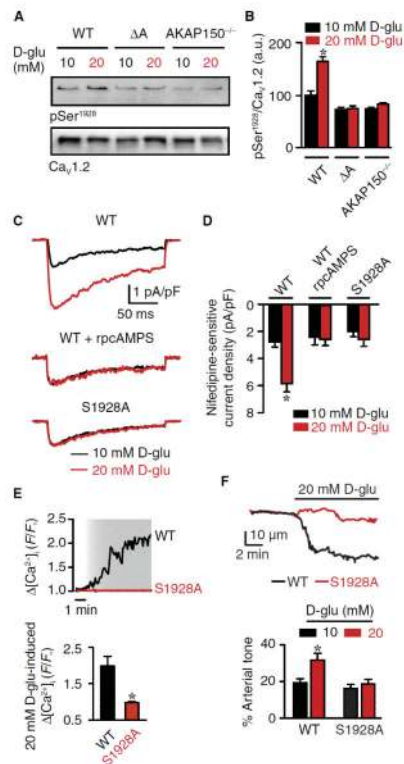 A
D-glu
(mM)
WT ΔA AKAP150⁻/⁻
10 20 10 20 10 20
pSer¹⁹²⁸
Caᵥ1.2
B
10 mM D-glu
20 mM D-glu
pSer¹⁹²⁸/Caᵥ1.2 (a.u.)
200
100
0
*
WT
ΔA
AKAP150⁻/⁻
C
WT
1 pA/pF
50 ms
WT + rpcAMPS
S1928A
10 mM D-glu
20 mM D-glu
D
WT
WT
rpcAMPS
S1928A
Nifedipine-sensitive
current density (pA/pF)
0
2
4
6
8
*
10 mM D-glu
20 mM D-glu
E
Δ[Ca²⁺]ᵢ (F/F₀)
2.5
2.0
1.5
1.0
WT
S1928A
1 min
20 mM D-glu-induced
Δ[Ca²⁺]ᵢ (F/F₀)
2.5
1.5
0.5
*
WT
S1928A
F
20 mM D-glu
10 μm
2 min
WT S1928A
D-glu (mM)
10 20
% Arterial tone
60
40
20
0
*
WT S1928A